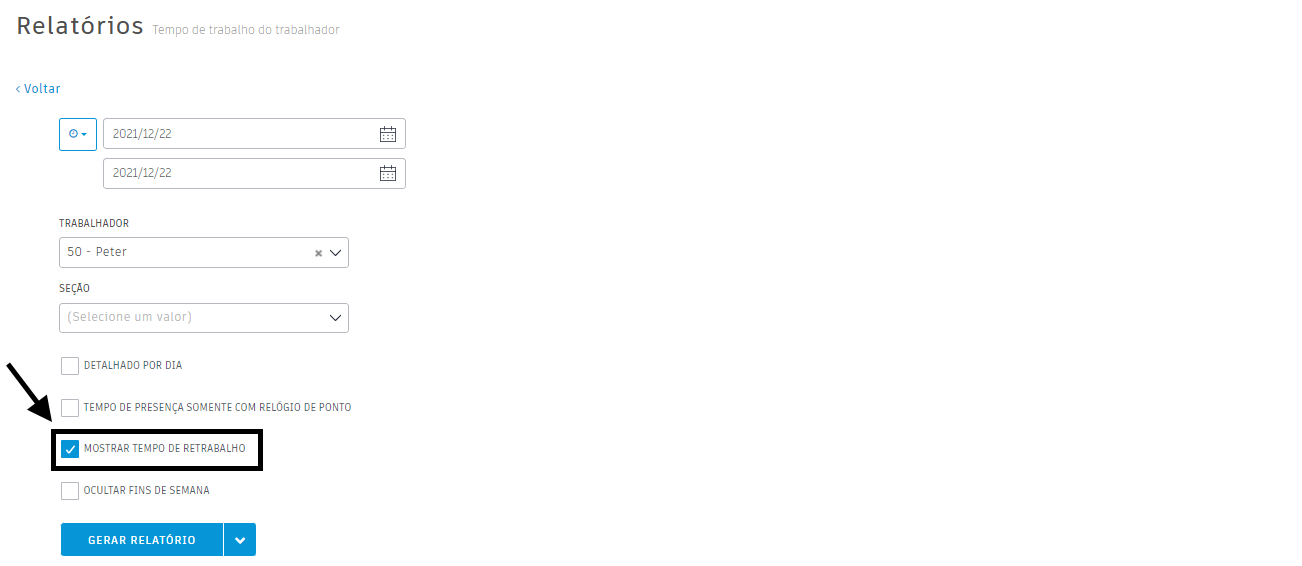 Relatórios Tempo de trabalho do trabalhador
‹ Voltar
2021/12/22
2021/12/22
TRABALHADOR
50 - Peter
SEÇÃO
(Selecione um valor)
DETALHADO POR DIA
TEMPO DE PRESENÇA SOMENTE COM RELÓGIO DE PONTO
MOSTRAR TEMPO DE RETRABALHO
OCULTAR FINS DE SEMANA
GERAR RELATÓRIO